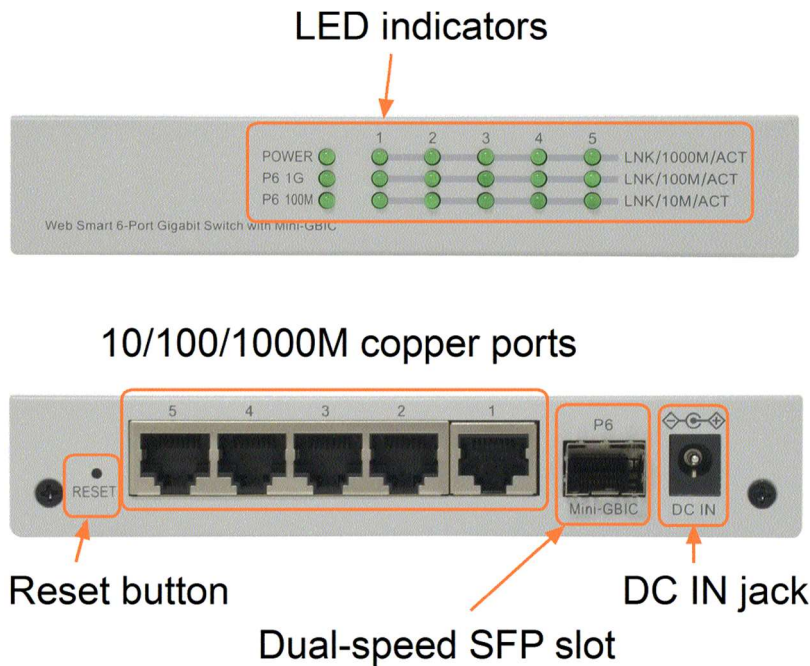 LED indicators
1 2 3 4 5
POWER LNK/1000M/ACT
P6 1G LNK/100M/ACT
P6 100M LNK/10M/ACT
Web Smart 6-Port Gigabit Switch with Mini-GBIC
10/100/1000M copper ports
5 4 3 2 1
P6
RESET
Mini-GBIC
DC IN
Reset button
DC IN jack
Dual-speed SFP slot